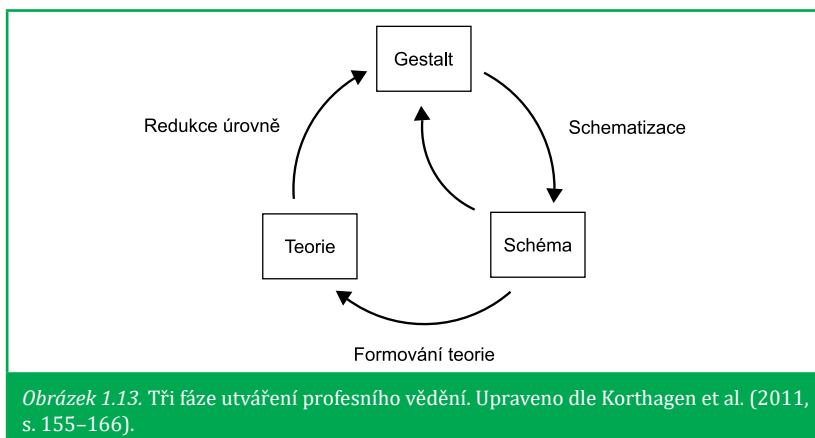 Gestalt
Redukce úrovně
Schematizace
Teorie
Schéma
Formování teorie
Obrázek 1.13. Tři fáze utváření profesního vědění. Upraveno dle Korthagen et al. (2011,
s. 155–166).